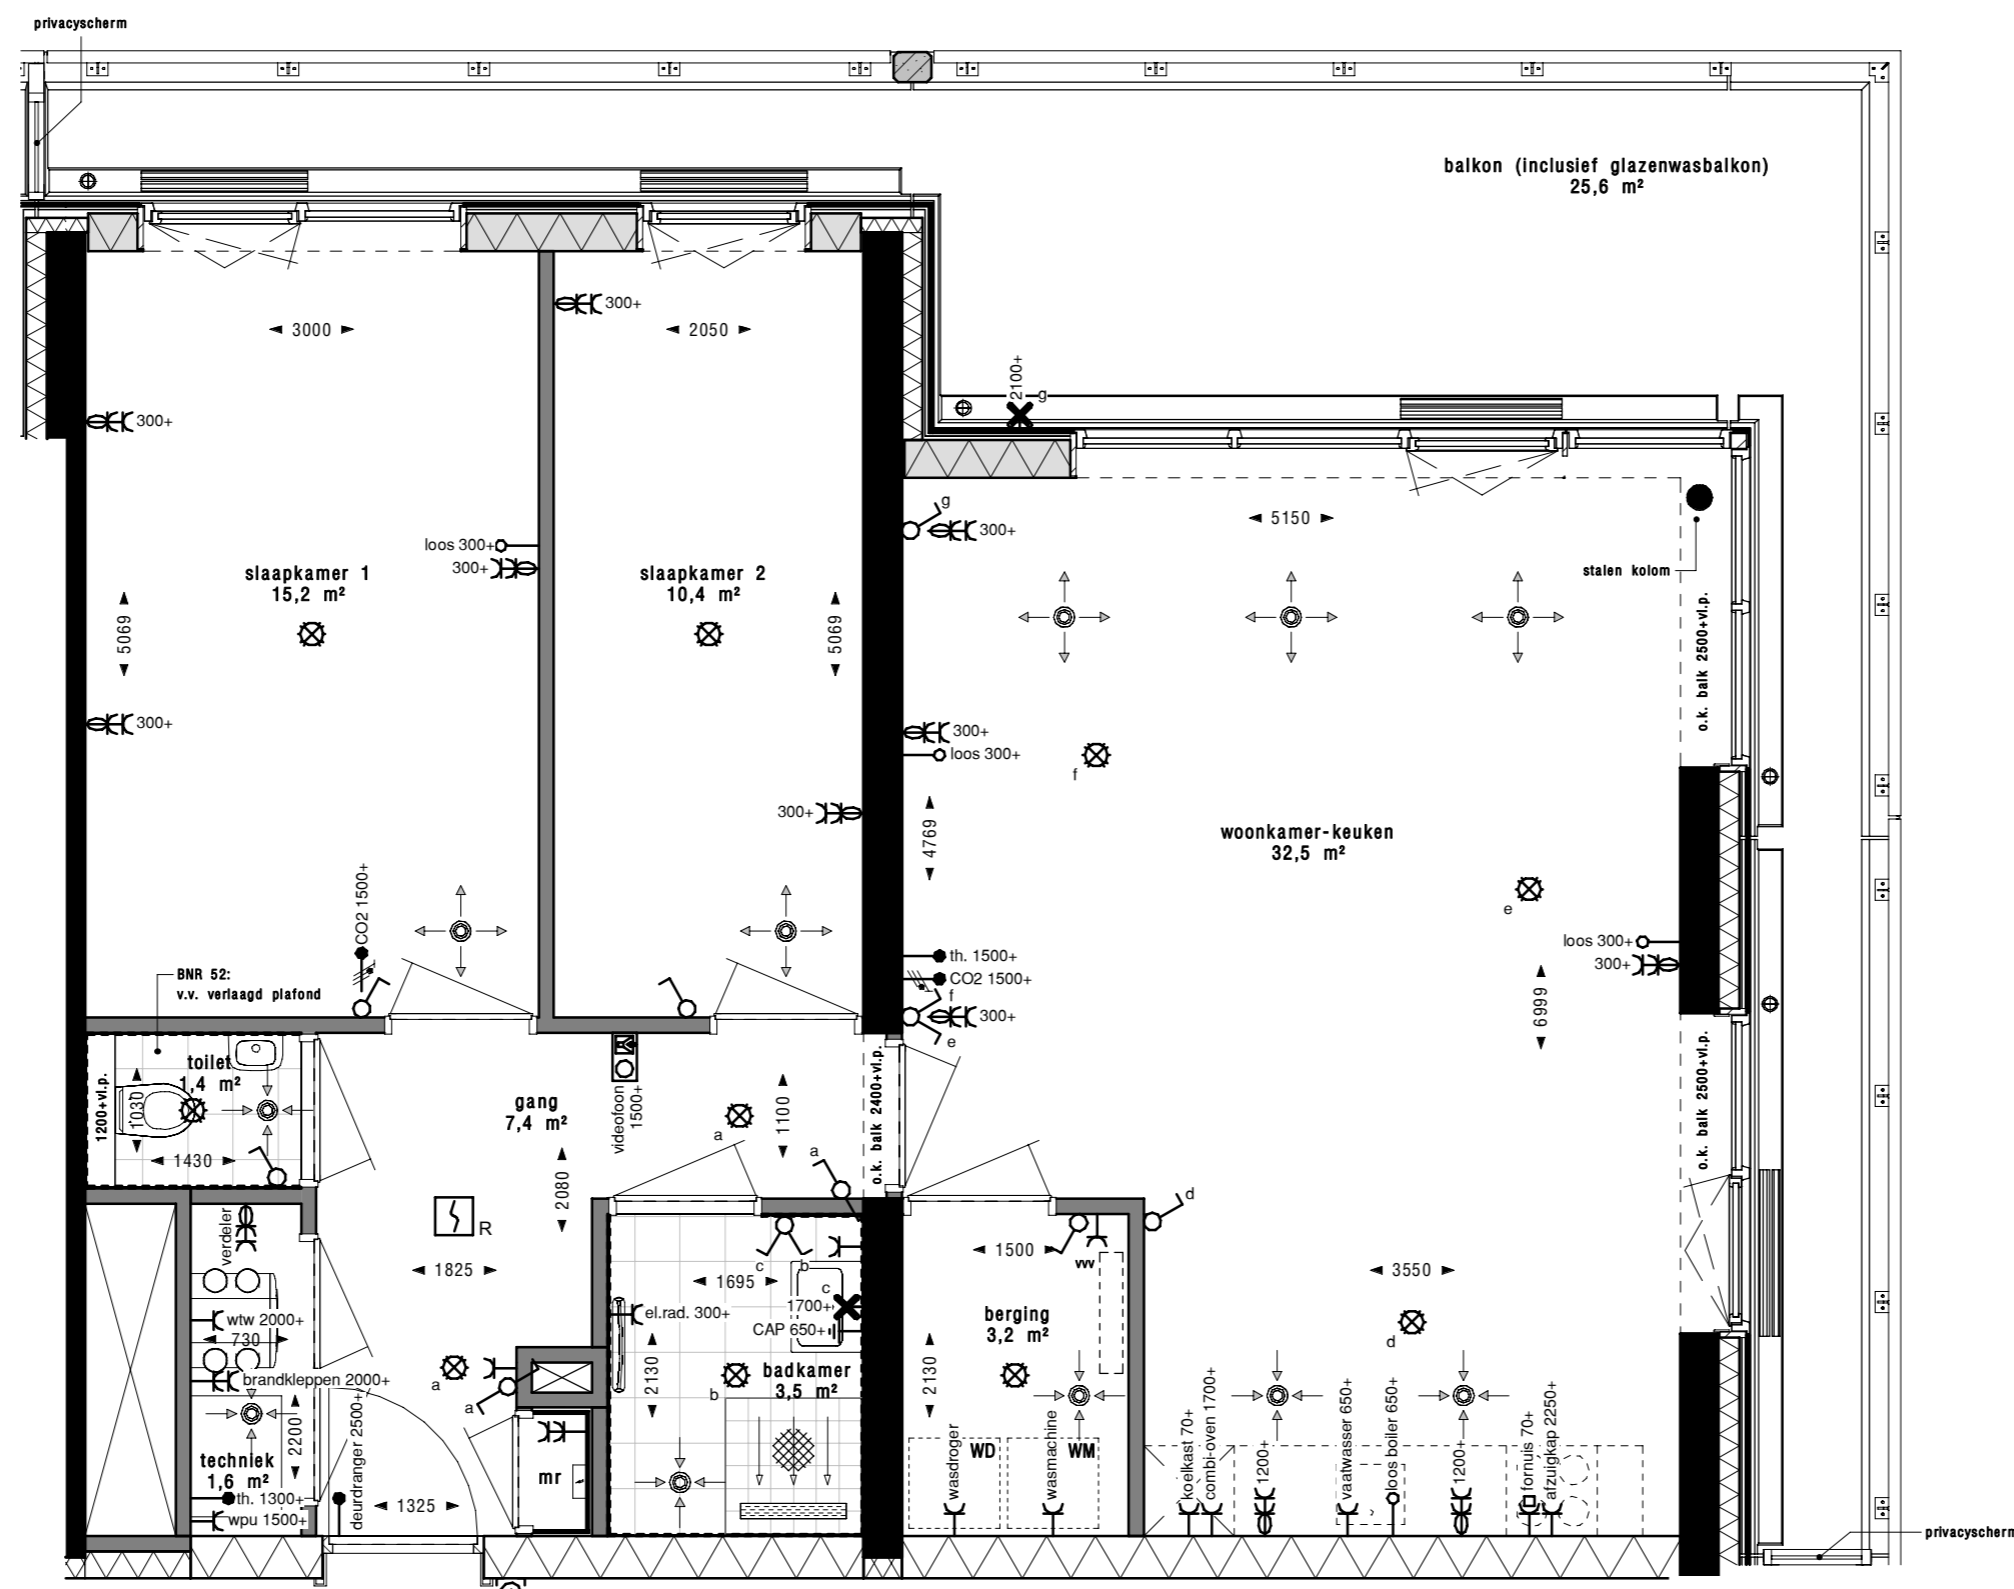 privacyscherm
balkon (inclusief glazenwasbalkon)
25,6 m²
300+
3000
2050
2100+
g
300+
g
300+
5150
loos 300+
300+
stalen kolom
slaapkamer 1
15,2 m²
slaapkamer 2
10,4 m²
5069
5069
o.k. balk 2500+vl.p.
300+
300+
loos 300+
f
300+
4769
woonkamer-keuken
32,5 m²
e
CO2 1500+
loos 300+
300+
th. 1500+
CO2 1500+
BNR 52:
v.v. verlaagd plafond
f
300+
e
6999
toilet
1,4 m²
1200+vl.p.
1030
1430
gang
7,4 m²
videofoon
1500+
a
1100
a
o.k. balk 2400+vl.p.
o.k. balk 2500+vl.p.
2080
R
d
verdeler
1825
c
b
1695
1500
vvv
3550
wtw 2000+
730
el.rad. 300+
c
1700+
CAP 650+
berging
3,2 m²
d
brandkleppen 2000+
a
a
2130
b
badkamer
3,5 m²
2130
2200
deurdranger 2500+
techniek
1,6 m²
th. 1300+
wpu 1500+
1325
mr
wasdroger
WD
wasmachine
WM
koelkast 70+
combi-oven 1700+
1200+
vaatwasser 650+
loos boiler 650+
1200+
fornuis 70+
afzuigkap 2250+
privacyscherm